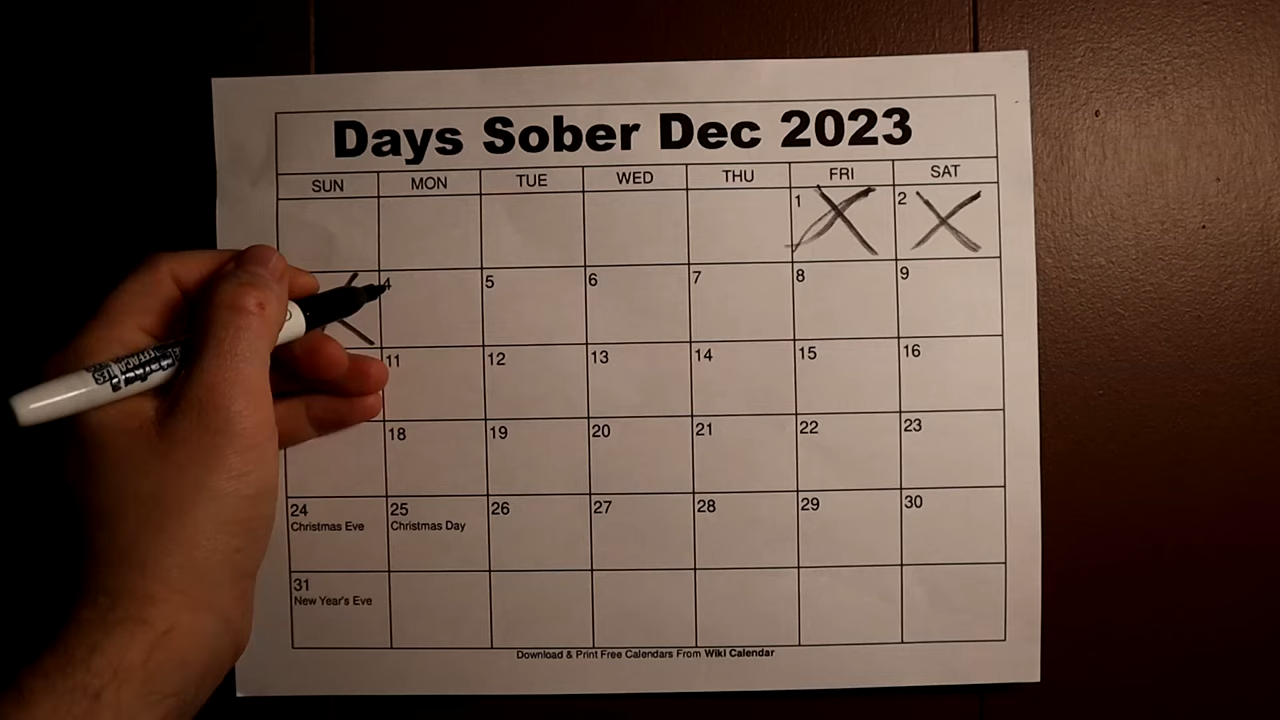 Days Sober Dec 2023
SUN MON TUE WED THU FRI SAT
1 2
4 5 6 7 8 9
11 12 13 14 15 16
18 19 20 21 22 23
24 25 26 27 28 29 30
Christmas Eve Christmas Day
31
New Year's Eve
Download & Print Free Calendars From Wiki Calendar